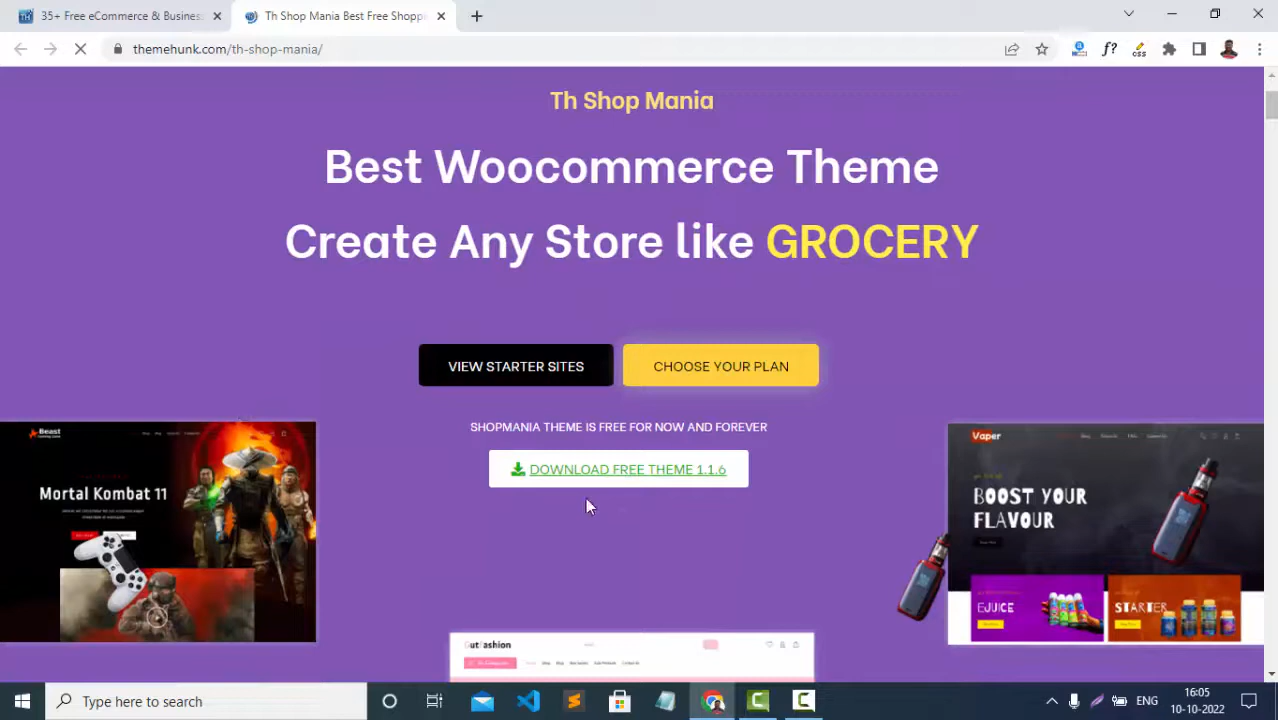 35+ FREE eCommerce & Busines
Th Shop Mania Best Free Shopp
themehunk.com/th-shop-mania/
Th Shop Mania
Best Woocommerce Theme
Create Any Store like GROCERY
VIEW STARTER SITES
CHOOSE YOUR PLAN
SHOPMANIA THEME IS FREE FOR NOW AND FOREVER
DOWNLOAD FREE THEME 1.1.6
Beast
Mortal Kombat 11
Vaper
BOOST YOUR
FLAVOUR
EJUICE
STARTER
GutFashion
Type here to search
ENG
16:05
10-10-2022